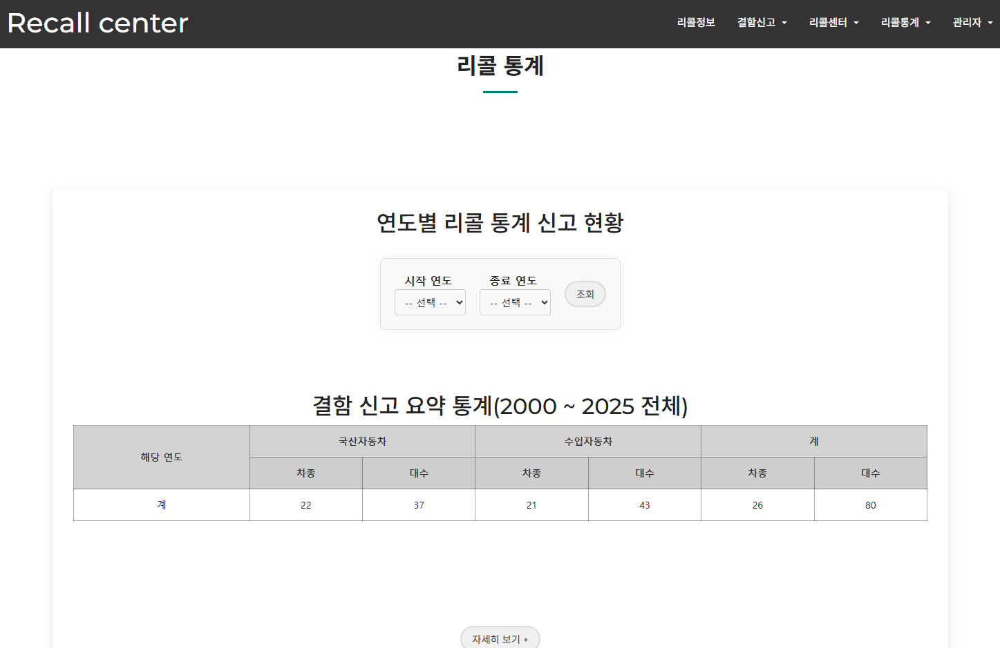 Recall center
리콜정보 결함신고 리콜센터 리콜통계 관리자
리콜 통계
연도별 리콜 통계 신고 현황
시작 연도 종료 연도
-- 선택 -- -- 선택 -- 조회
결함 신고 요약 통계(2000 ~ 2025 전체)
해당 연도 국산자동차 수입자동차 계
차종 대수 차종 대수 차종 대수
계 22 37 21 43 26 80
자세히 보기 +